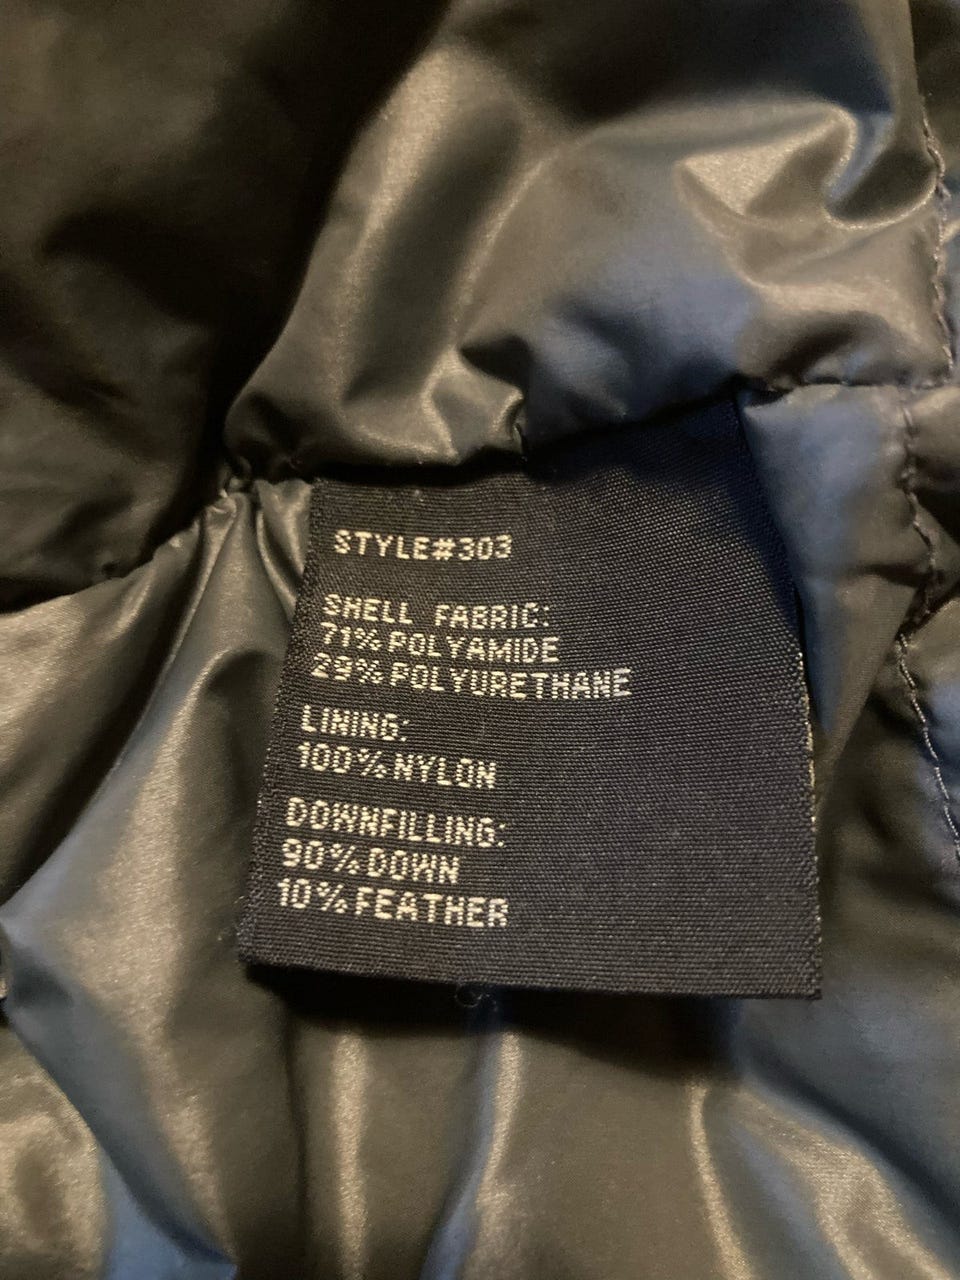 STYLE#303
SHELL FABRIC:
71% POLYAMIDE
29% POLYURETHANE
LINING:
100% NYLON
DOWNFILLING:
90% DOWN
10% FEATHER